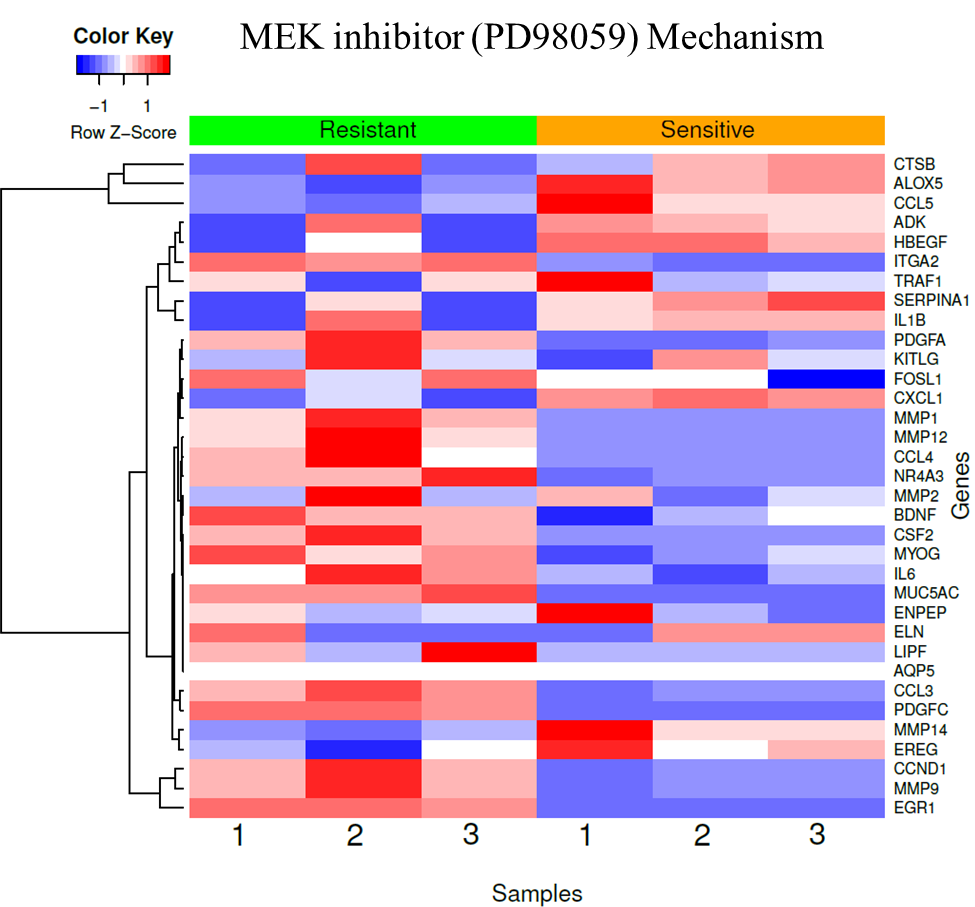 MEK inhibitor (PD98059) Mechanism
Color Key
−1 1
Row Z−Score
Resistant Sensitive
CTSB
ALOX5
CCL5
ADK
HBEGF
ITGA2
TRAF1
SERPINA1
IL1B
PDGFA
KITLG
FOSL1
CXCL1
MMP1
MMP12
CCL4
NR4A3
MMP2
BDNF
CSF2
MYOG
IL6
MUC5AC
ENPEP
ELN
LIPF
AQP5
CCL3
PDGFC
MMP14
EREG
CCND1
MMP9
EGR1
Genes
1 2 3 1 2 3
Samples